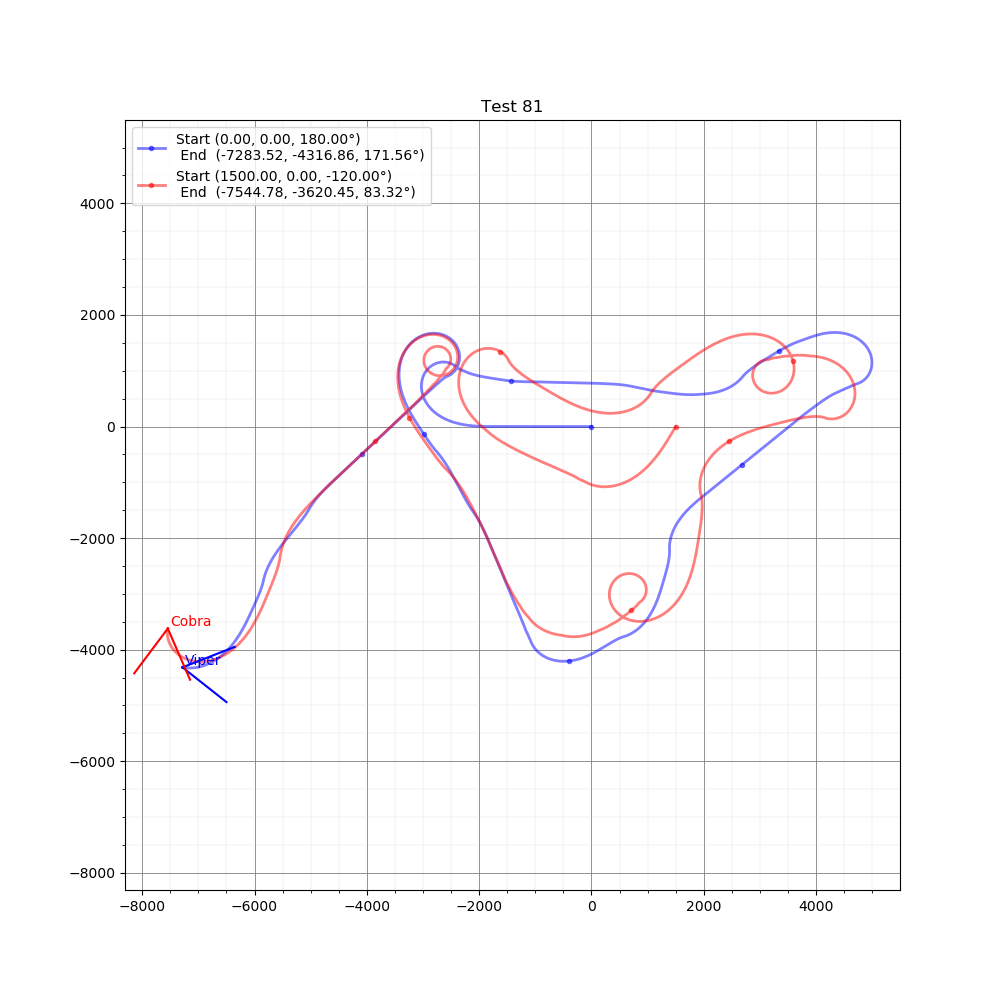 Test 81
Start (0.00, 0.00, 180.00°)
End (-7283.52, -4316.86, 171.56°)
Start (1500.00, 0.00, -120.00°)
End (-7544.78, -3620.45, 83.32°)
4000
2000
0
−2000
−4000
−6000
−8000
Cobra
Viper
−8000
−6000
−4000
−2000
0
2000
4000